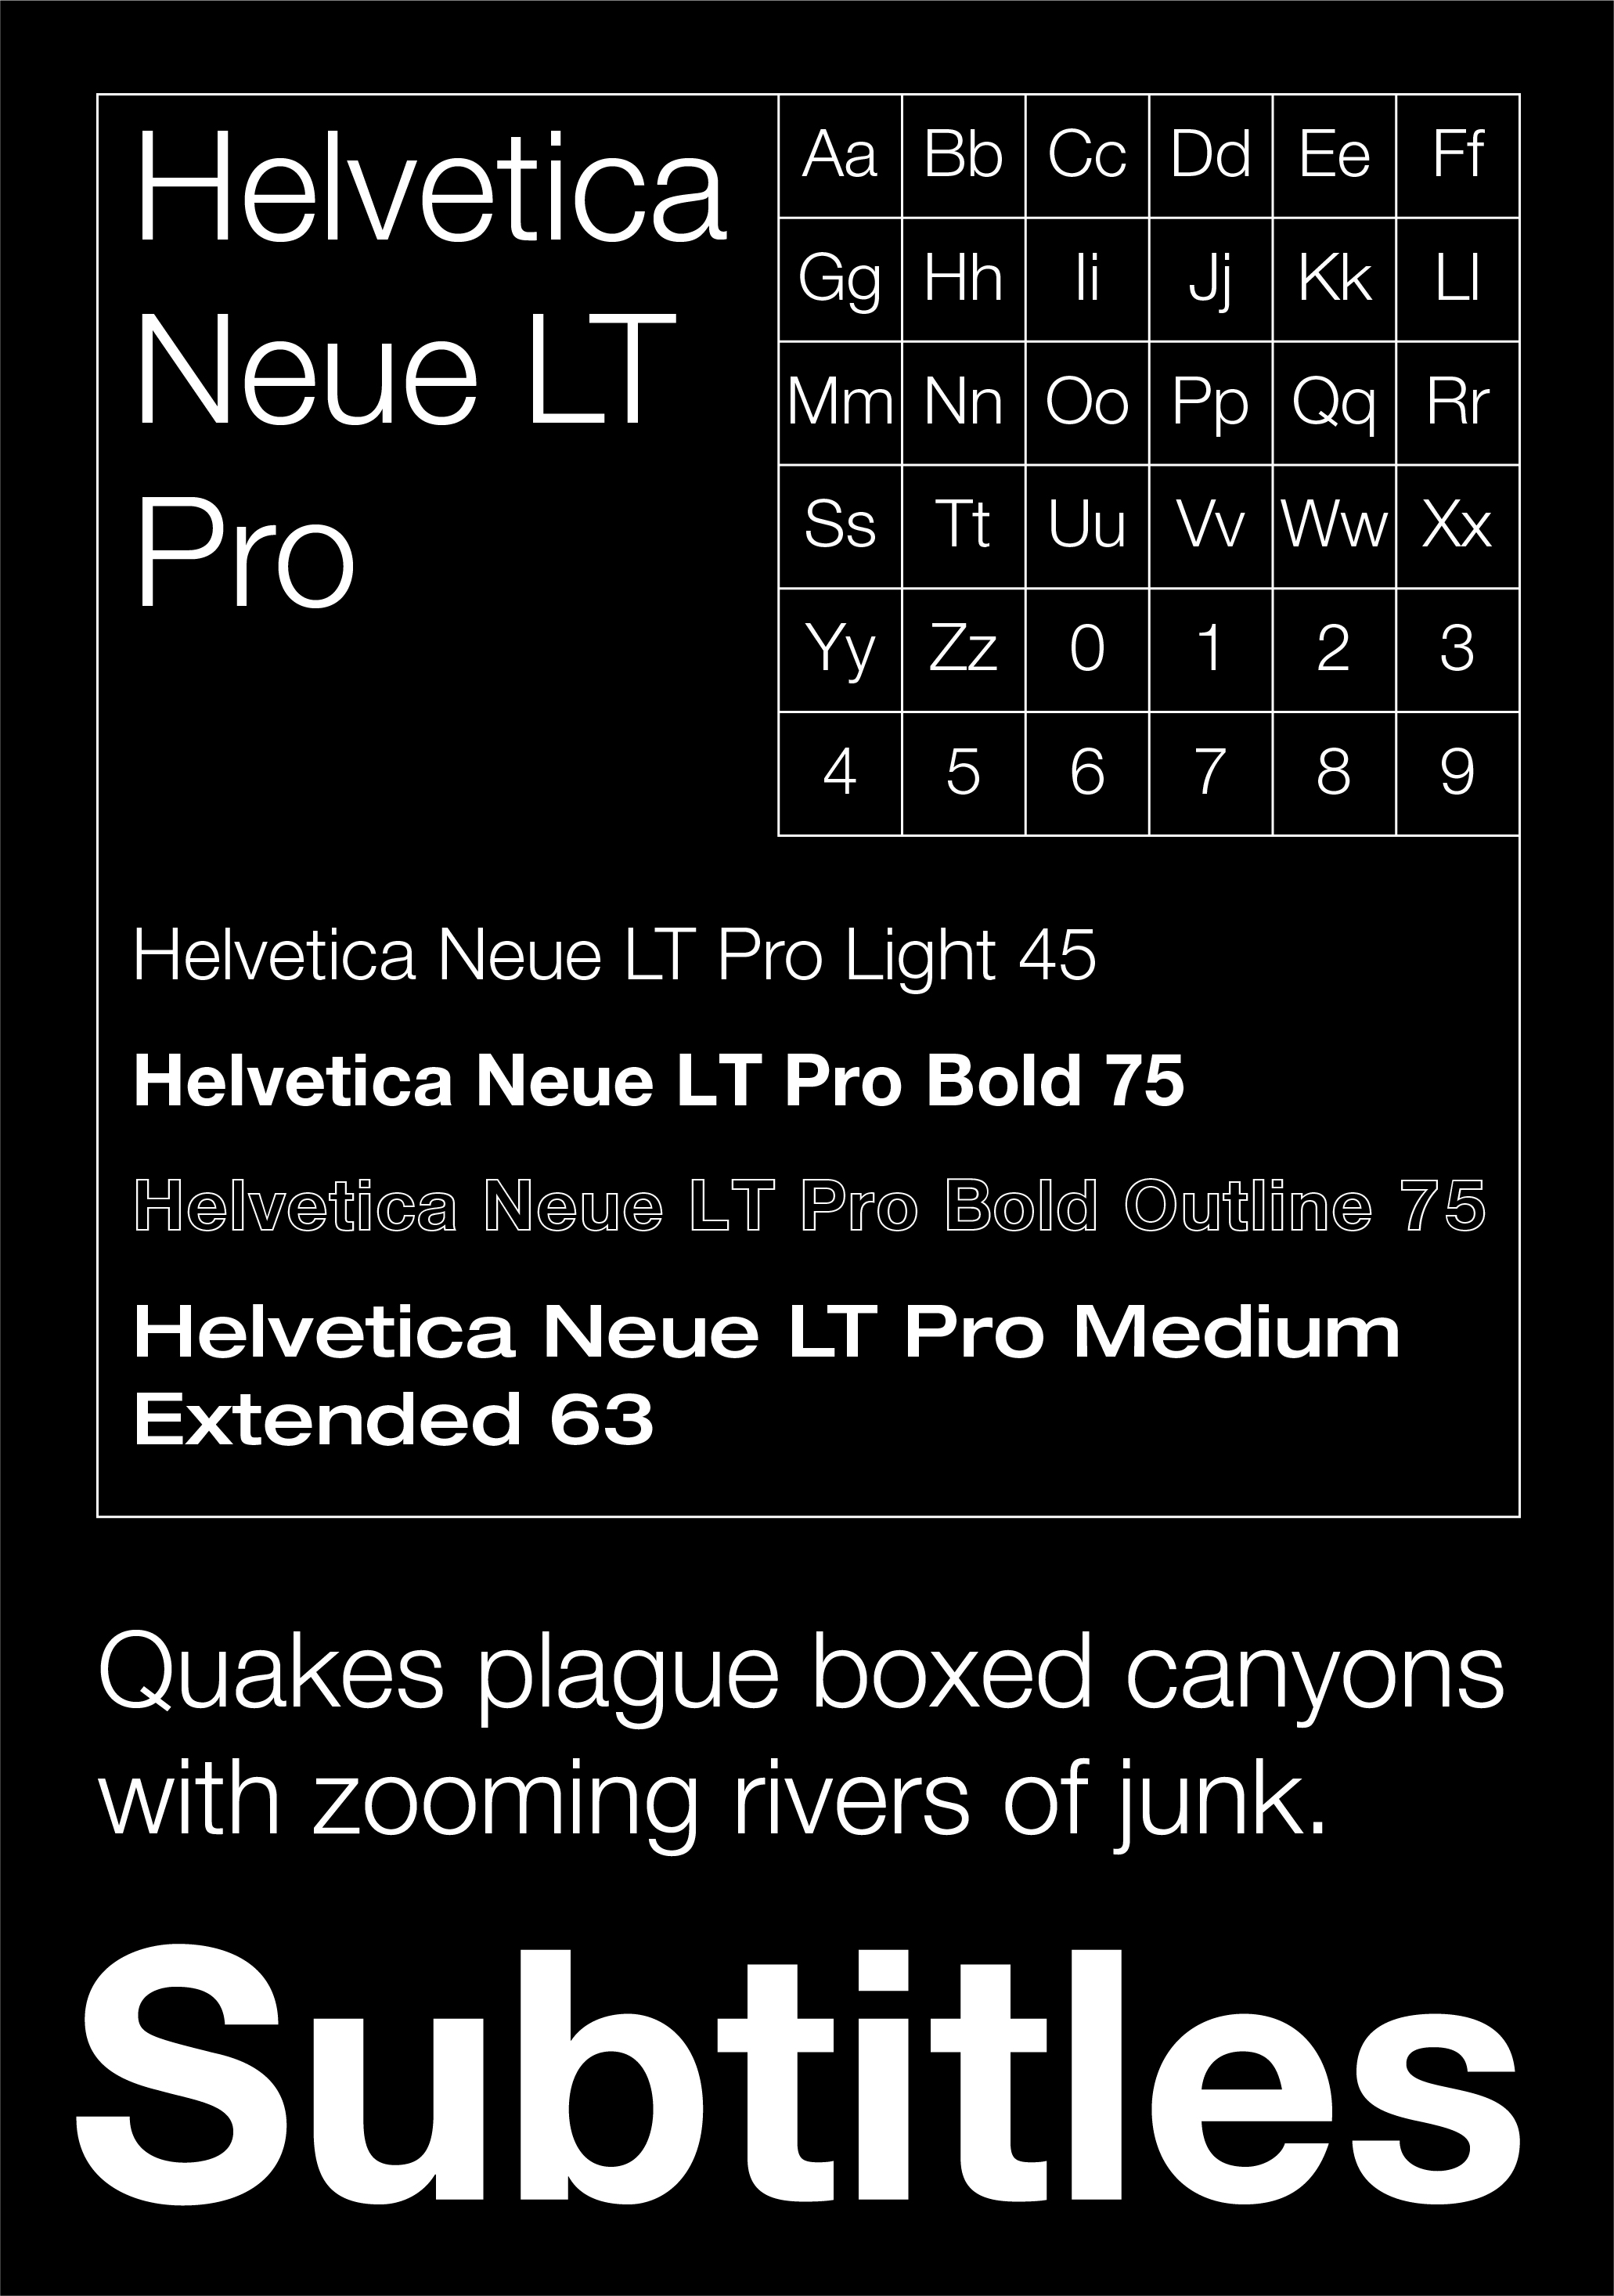 Helvetica
Neue LT
Pro
Aa Bb Cc Dd Ee Ff
Gg Hh Ii Jj Kk Ll
Mm Nn Oo Pp Qq Rr
Ss Tt Uu Vv Ww Xx
Yy Zz 0 1 2 3
4 5 6 7 8 9
Helvetica Neue LT Pro Light 45
Helvetica Neue LT Pro Bold 75
Helvetica Neue LT Pro Bold Outline 75
Helvetica Neue LT Pro Medium
Extended 63
Quakes plague boxed canyons
with zooming rivers of junk.
Subtitles